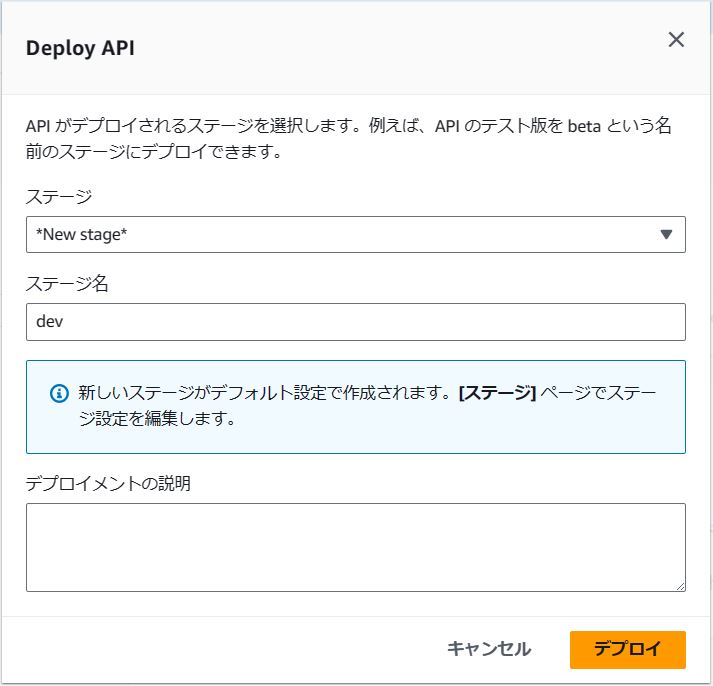 Deploy API
API がデプロイされるステージを選択します。例えば、API のテスト版を beta という名
前のステージにデプロイできます。
ステージ
*New stage*
ステージ名
dev
新しいステージがデフォルト設定で作成されます。[ステージ] ページでステー
ジ設定を編集します。
デプロイメントの説明
キャンセル
デプロイ